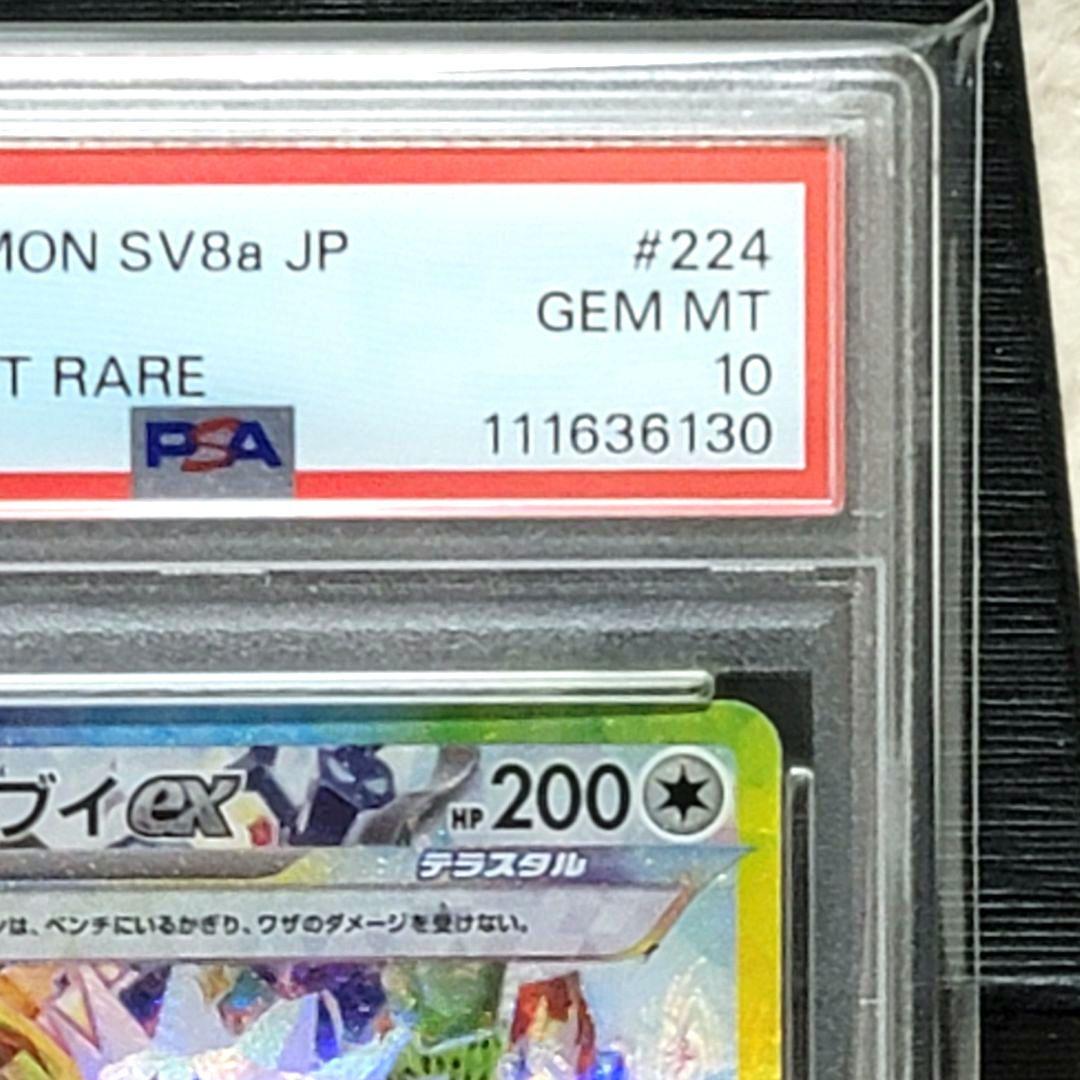 MON SV8a JP #224
GEM MT
T RARE 10
PSA 111636130
ブイex HP 200
テラスタル
は、ベンチにいるかぎり、ワザのダメージを受けない。